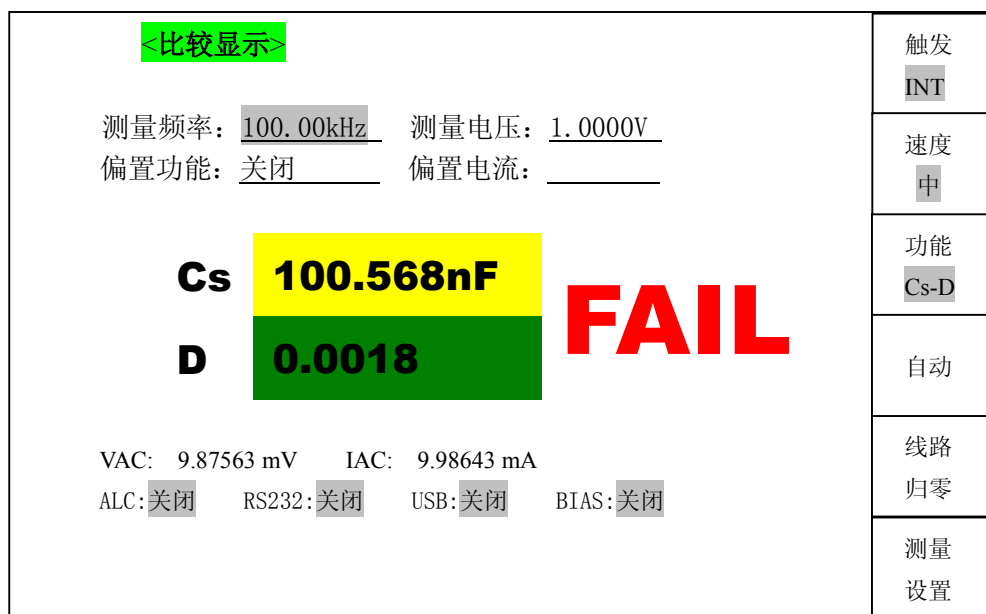 <比较显示>
测量频率: 100.00kHz 测量电压: 1.0000V
偏置功能: 关闭 偏置电流:
Cs 100.568nF
D 0.0018
FAIL
VAC: 9.87563 mV IAC: 9.98643 mA
ALC:关闭 RS232:关闭 USB:关闭 BIAS:关闭
触发
INT
速度
中
功能
Cs-D
自动
线路
归零
测量
设置